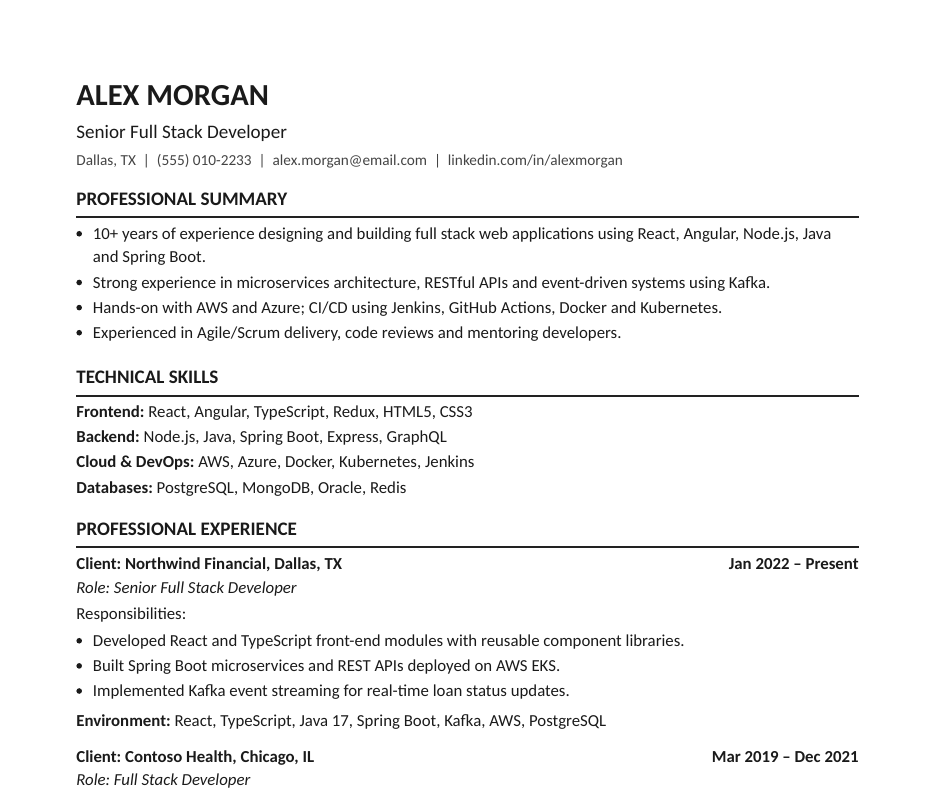 ALEX MORGAN
Senior Full Stack Developer
Dallas, TX | (555) 010-2233 | alex.morgan@email.com | linkedin.com/in/alexmorgan
PROFESSIONAL SUMMARY
• 10+ years of experience designing and building full stack web applications using React, Angular, Node.js, Java
and Spring Boot.
• Strong experience in microservices architecture, RESTful APIs and event-driven systems using Kafka.
• Hands-on with AWS and Azure; CI/CD using Jenkins, GitHub Actions, Docker and Kubernetes.
• Experienced in Agile/Scrum delivery, code reviews and mentoring developers.
TECHNICAL SKILLS
Frontend: React, Angular, TypeScript, Redux, HTML5, CSS3
Backend: Node.js, Java, Spring Boot, Express, GraphQL
Cloud & DevOps: AWS, Azure, Docker, Kubernetes, Jenkins
Databases: PostgreSQL, MongoDB, Oracle, Redis
PROFESSIONAL EXPERIENCE
Client: Northwind Financial, Dallas, TX Jan 2022 – Present
Role: Senior Full Stack Developer
Responsibilities:
• Developed React and TypeScript front-end modules with reusable component libraries.
• Built Spring Boot microservices and REST APIs deployed on AWS EKS.
• Implemented Kafka event streaming for real-time loan status updates.
Environment: React, TypeScript, Java 17, Spring Boot, Kafka, AWS, PostgreSQL
Client: Contoso Health, Chicago, IL Mar 2019 – Dec 2021
Role: Full Stack Developer